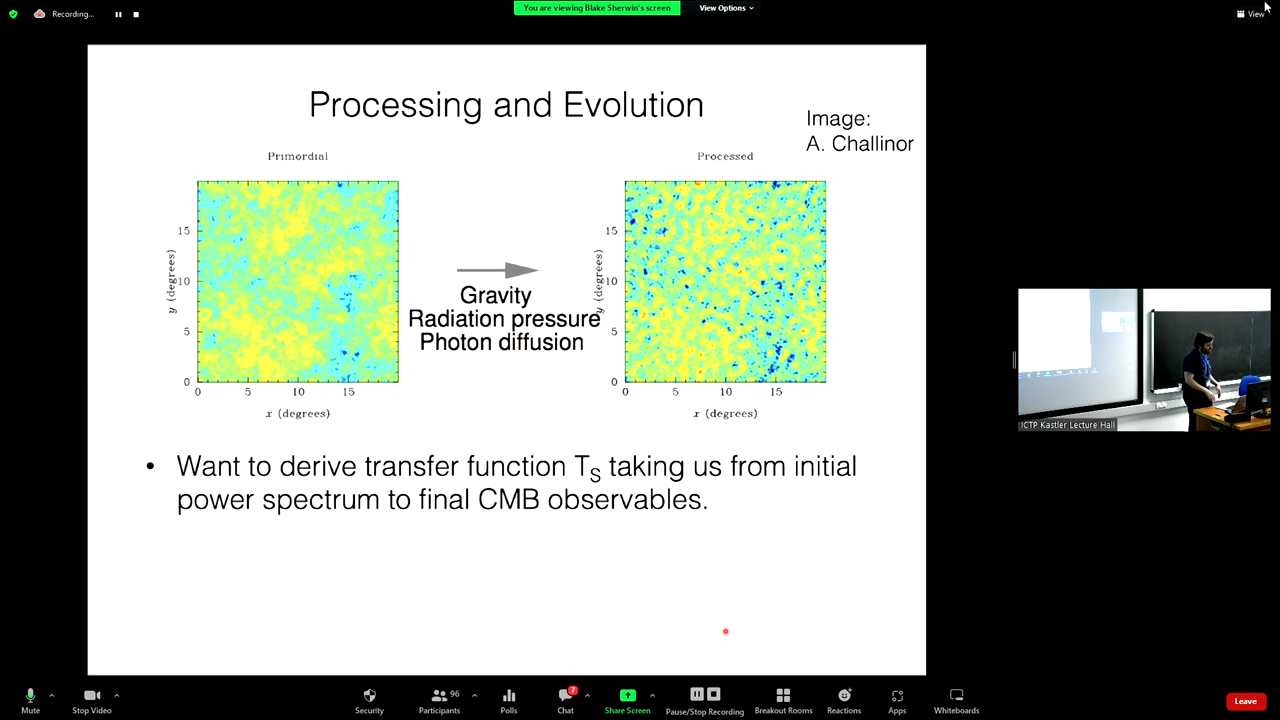 Recording...
You are viewing Blake Sherwin's screen
View Options
View
Processing and Evolution
Image:
A. Challinor
Primordial
Processed
15
10
5
0
y (degrees)
0 5 10 15
x (degrees)
Gravity
Radiation pressure
Photon diffusion
15
10
5
0
y (degrees)
0 5 10 15
x (degrees)
• Want to derive transfer function TS taking us from initial
power spectrum to final CMB observables.
ICTP Kastler Lecture Hall
Mute
Stop Video
Security
96
Participants
Polls
7
Chat
Share Screen
Pause/Stop Recording
Breakout Rooms
Reactions
Apps
Whiteboards
Leave